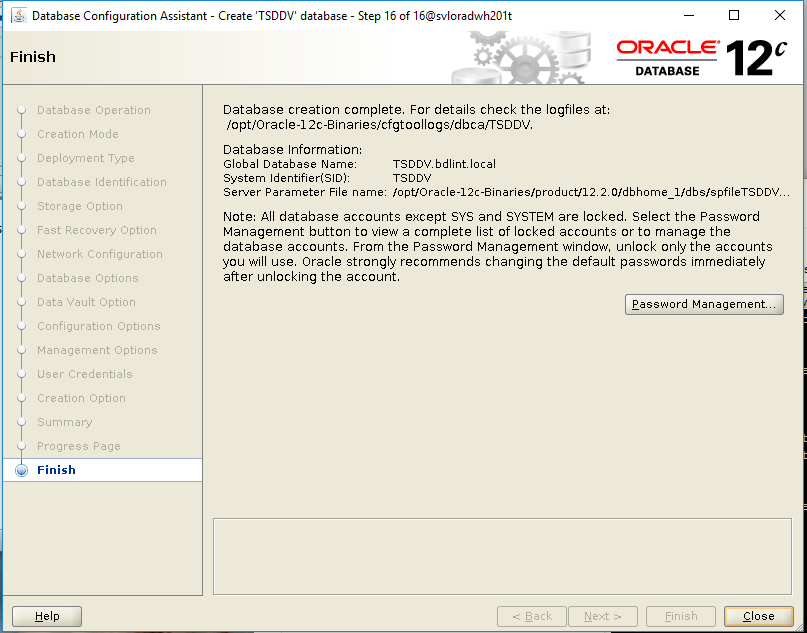 Database Configuration Assistant - Create 'TSDDV' database - Step 16 of 16@svloradwh201t
Finish
ORACLE®
DATABASE
12c
Database Operation
Creation Mode
Deployment Type
Database Identification
Storage Option
Fast Recovery Option
Network Configuration
Database Options
Data Vault Option
Configuration Options
Management Options
User Credentials
Creation Option
Summary
Progress Page
Finish
Database creation complete. For details check the logfiles at:
/opt/Oracle-12c-Binaries/cfgtoollogs/dbca/TSDDV.
Database Information:
Global Database Name: TSDDV.bdlint.local
System Identifier(SID): TSDDV
Server Parameter File name: /opt/Oracle-12c-Binaries/product/12.2.0/dbhome_1/dbs/spfileTSDDV...
Note: All database accounts except SYS and SYSTEM are locked. Select the Password
Management button to view a complete list of locked accounts or to manage the
database accounts. From the Password Management window, unlock only the accounts
you will use. Oracle strongly recommends changing the default passwords immediately
after unlocking the account.
Password Management...
Help
< Back
Next >
Finish
Close